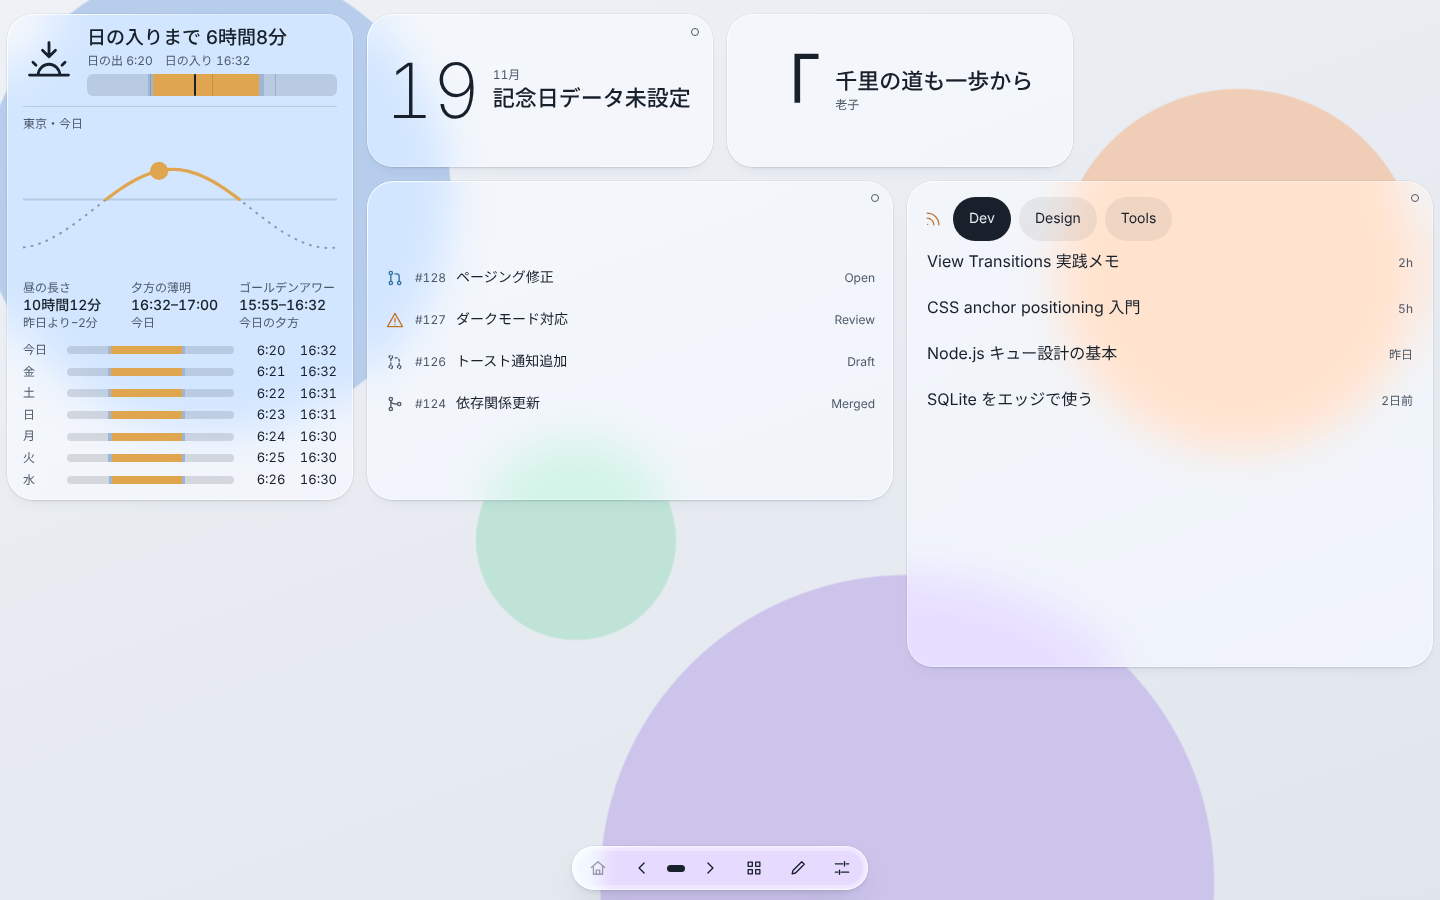 日の入りまで 6時間8分
日の出 6:20 日の入り 16:32
東京・今日
昼の長さ 夕方の薄明 ゴールデンアワー
10時間12分 16:32–17:00 15:55–16:32
昨日より−2分 今日 今日の夕方
今日 6:20 16:32
金 6:21 16:32
土 6:22 16:31
日 6:23 16:31
月 6:24 16:30
火 6:25 16:30
水 6:26 16:30
19
11月
記念日データ未設定
「
千里の道も一歩から
老子
#128 ページング修正 Open
#127 ダークモード対応 Review
#126 トースト通知追加 Draft
#124 依存関係更新 Merged
Dev Design Tools
View Transitions 実践メモ 2h
CSS anchor positioning 入門 5h
Node.js キュー設計の基本 昨日
SQLite をエッジで使う 2日前